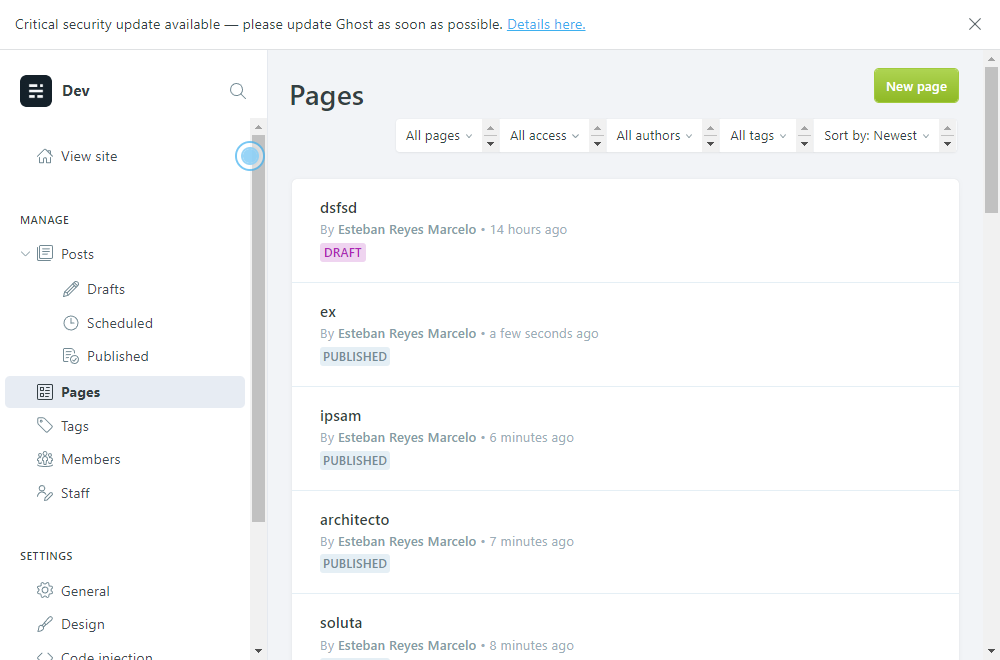 Critical security update available — please update Ghost as soon as possible. Details here.
Dev
View site
MANAGE
Posts
Drafts
Scheduled
Published
Pages
Tags
Members
Staff
SETTINGS
General
Design
Code injection
Pages
New page
All pages
All access
All authors
All tags
Sort by: Newest
dsfsd
By Esteban Reyes Marcelo • 14 hours ago
DRAFT
ex
By Esteban Reyes Marcelo • a few seconds ago
PUBLISHED
ipsam
By Esteban Reyes Marcelo • 6 minutes ago
PUBLISHED
architecto
By Esteban Reyes Marcelo • 7 minutes ago
PUBLISHED
soluta
By Esteban Reyes Marcelo • 8 minutes ago